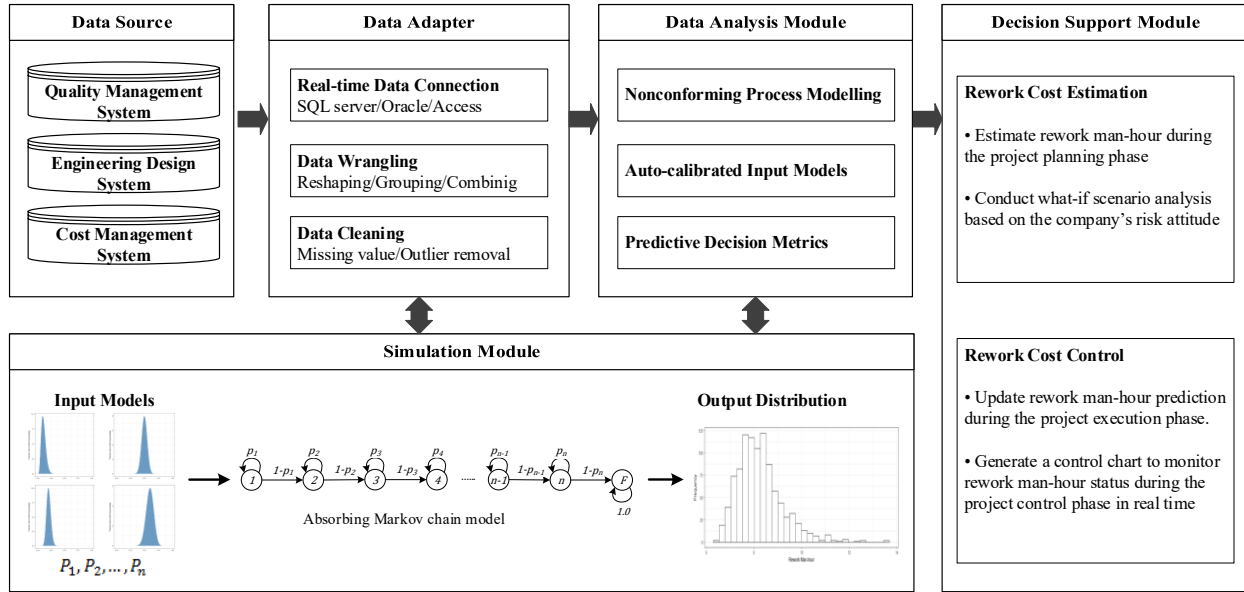 Data Source
Quality Management
System
Engineering Design
System
Cost Management
System
Data Adapter
Real-time Data Connection
SQL server/Oracle/Access
Data Wrangling
Reshaping/Grouping/Combinig
Data Cleaning
Missing value/Outlier removal
Data Analysis Module
Nonconforming Process Modelling
Auto-calibrated Input Models
Predictive Decision Metrics
Decision Support Module
Rework Cost Estimation
• Estimate rework man-hour during
the project planning phase
• Conduct what-if scenario analysis
based on the company's risk attitude
Rework Cost Control
• Update rework man-hour prediction
during the project execution phase.
• Generate a control chart to monitor
rework man-hour status during the
project control phase in real time
Simulation Module
Input Models
P₁, P₂, ..., Pₙ
p₁ p₂ p₃ p₄ pₙ₋₁ pₙ
1-p₁ 1-p₂ 1-p₃ 1-pₙ₋₁ 1-pₙ
1 2 3 4 ...... n-1 n F
1.0
Absorbing Markov chain model
Output Distribution
Rework Man-hour